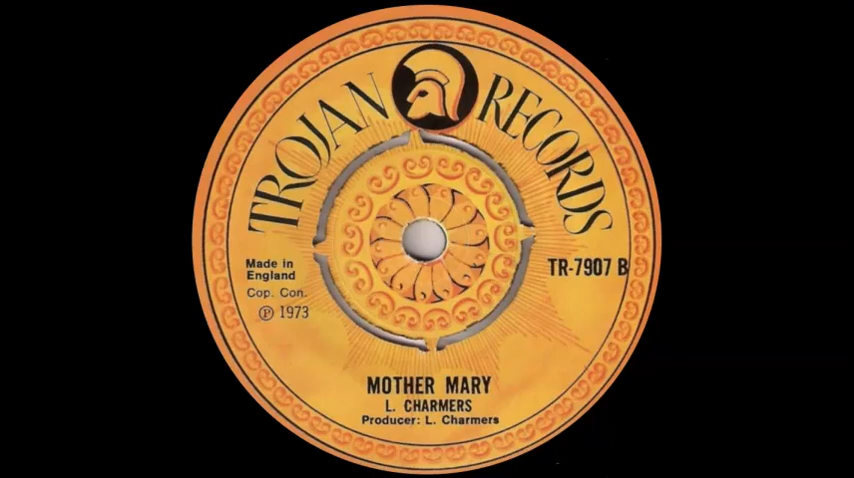 TROJAN RECORDS
Made in
England
Cop. Con.
℗ 1973
TR-7907 B
MOTHER MARY
L. CHARMERS
Producer: L. Charmers